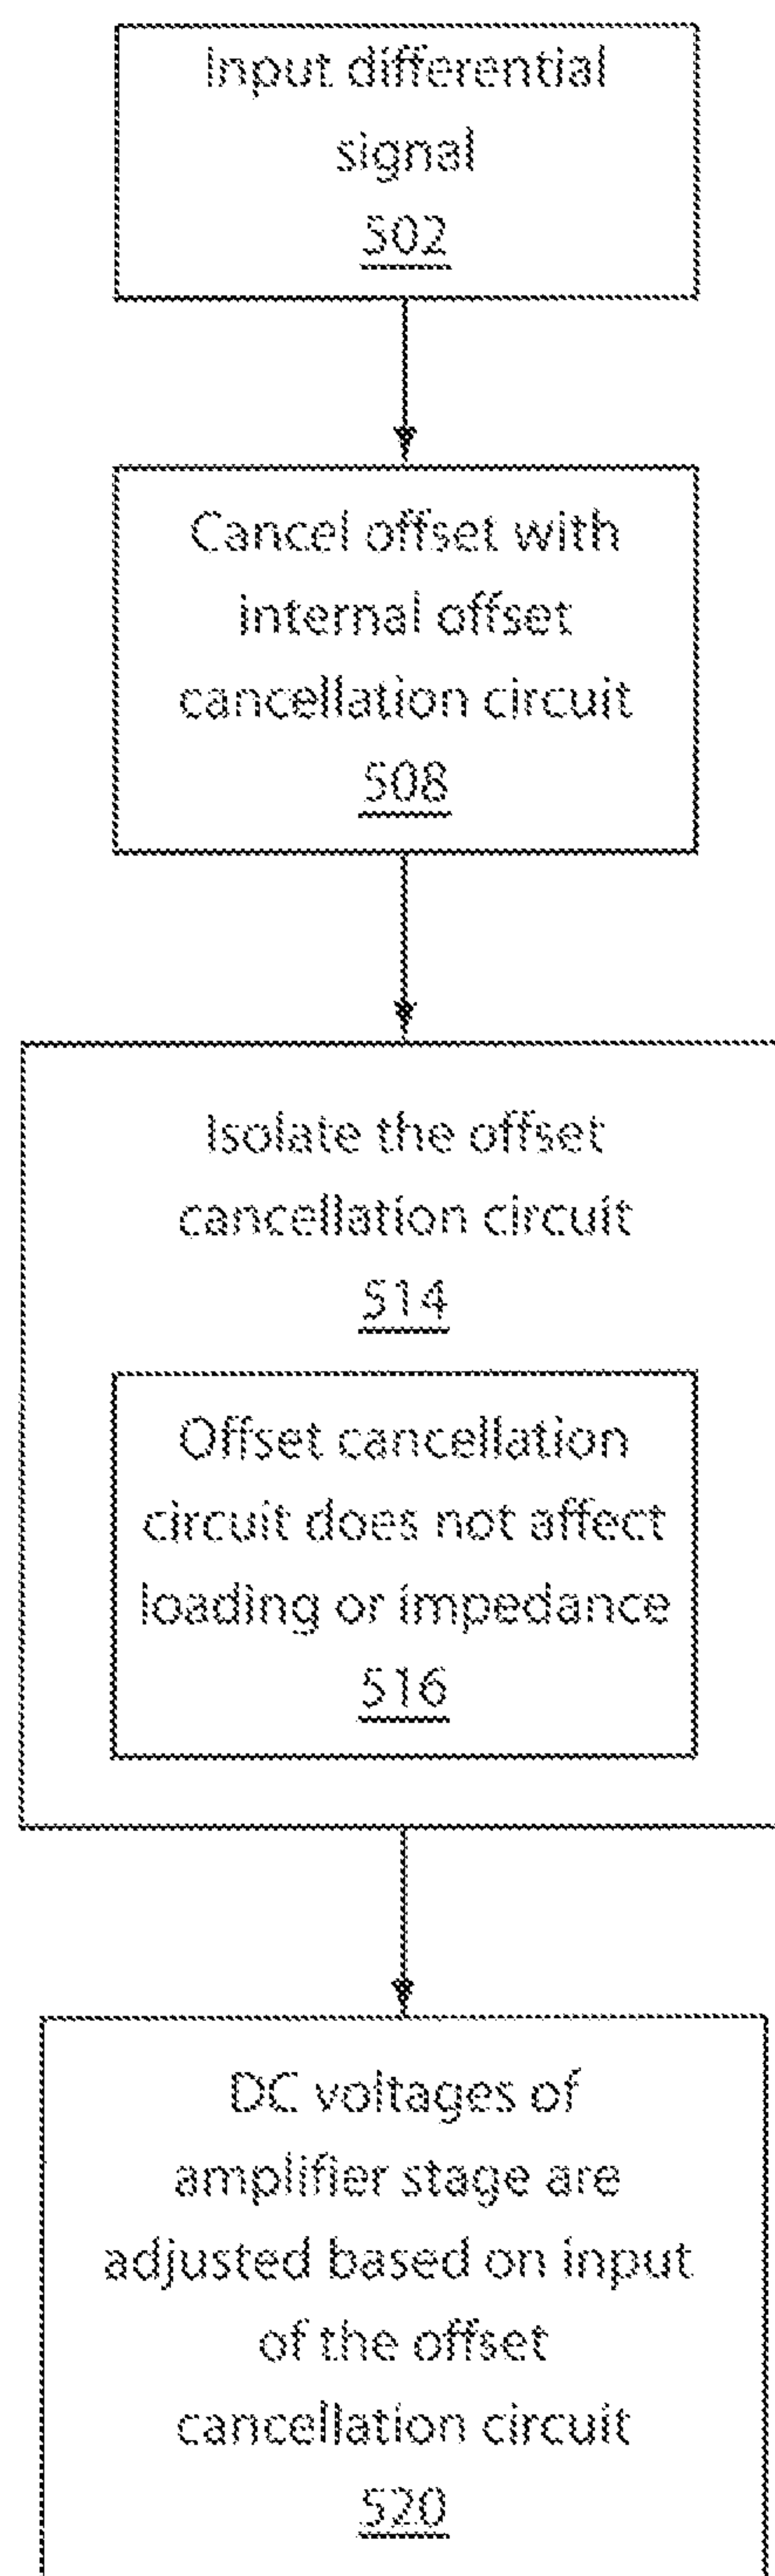 Input differential
signal
502
Cancel offset with
internal offset
cancellation circuit
508
Isolate the offset
cancellation circuit
514
Offset cancellation
circuit does not affect
loading or impedance
516
DC voltages of
amplifier stage are
adjusted based on input
of the offset
cancellation circuit
520